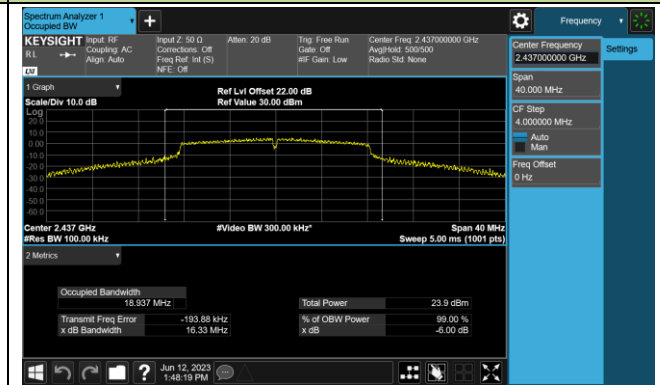 Spectrum Analyzer 1
Occupied BW
Frequency
KEYSIGHT
RL
Input: RF
Coupling: AC
Align: Auto
Input Z: 50 Ω
Corrections: Off
Freq Ref: Int (S)
NFE: Off
Atten: 20 dB
Trig: Free Run
Gate: Off
#IF Gain: Low
Center Freq: 2.437000000 GHz
Avg|Hold: 500/500
Radio Std: None
Center Frequency
2.437000000 GHz
Settings
Span
40.000 MHz
CF Step
4.000000 MHz
Auto
Man
Freq Offset
0 Hz
1 Graph
Scale/Div 10.0 dB
Ref Lvl Offset 22.00 dB
Ref Value 30.00 dBm
Log
20.0
10.0
0.00
-10.0
-20.0
-30.0
-40.0
-50.0
-60.0
Center 2.437 GHz
#Res BW 100.00 kHz
#Video BW 300.00 kHz*
Span 40 MHz
Sweep 5.00 ms (1001 pts)
2 Metrics
Occupied Bandwidth
18.937 MHz
Total Power 23.9 dBm
Transmit Freq Error -193.88 kHz
% of OBW Power 99.00 %
x dB Bandwidth 16.33 MHz
x dB -6.00 dB
Jun 12, 2023
1:48:19 PM